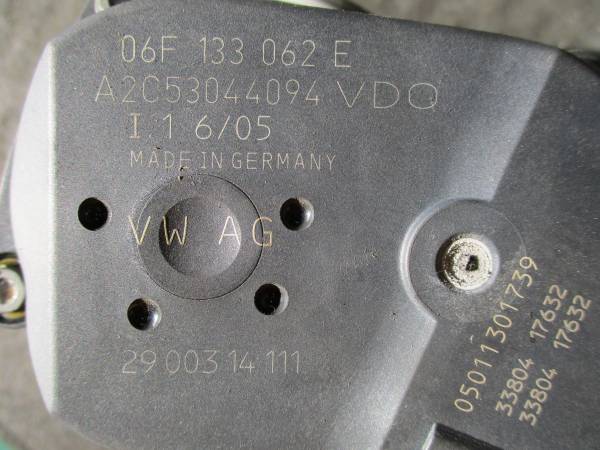 06F 133 062 E
A2C53044094 VDO
I.1 6/05
MADE IN GERMANY
VW AG
29 003 14 111
05011301739
33804 17632
33804 17632